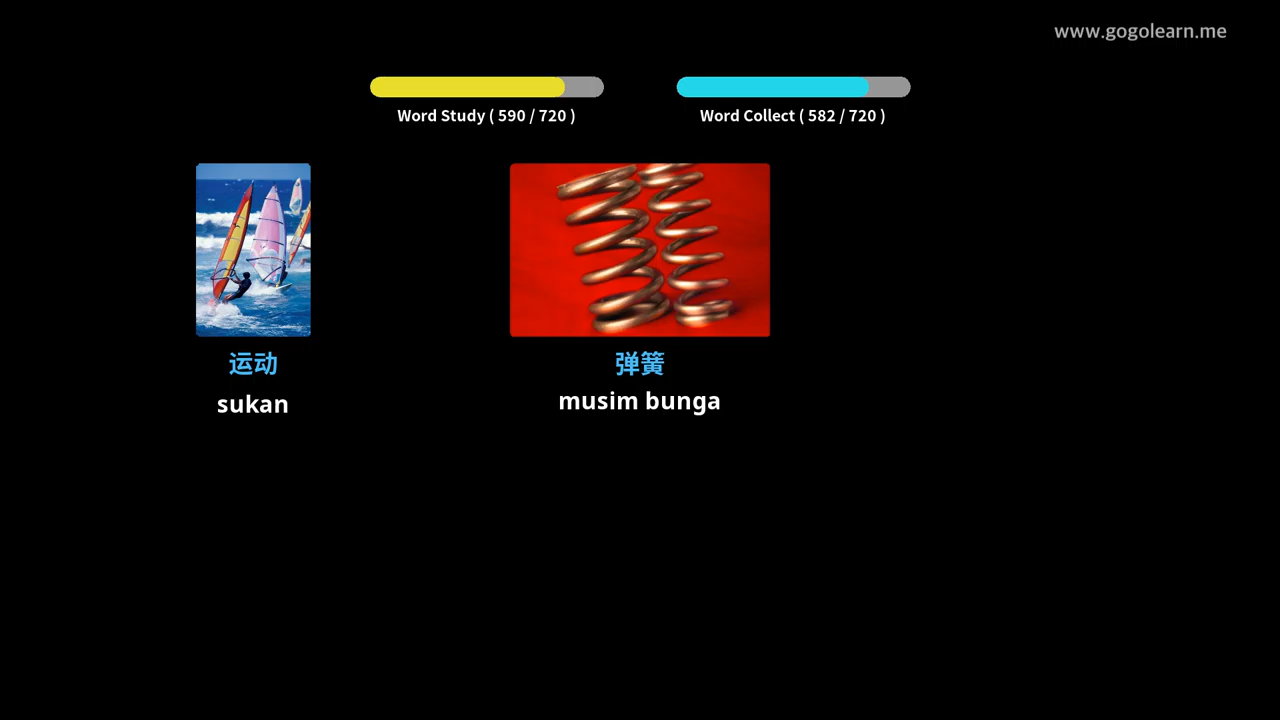 www.gogolearn.me
Word Study ( 590 / 720 )
Word Collect ( 582 / 720 )
运动
sukan
弹簧
musim bunga